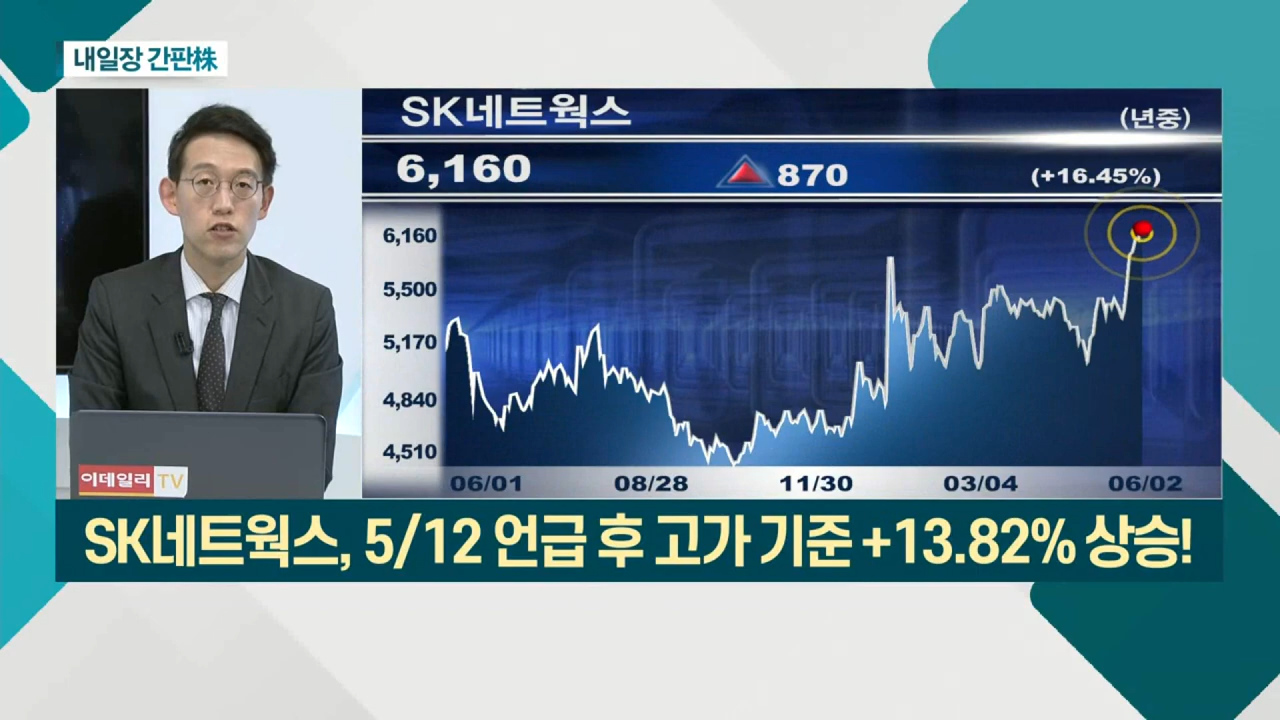 내일장 간판株
SK네트웍스
(년중)
6,160 870 (+16.45%)
6,160
5,500
5,170
4,840
4,510
06/01 08/28 11/30 03/04 06/02
이데일리TV
SK네트웍스, 5/12 언급 후 고가 기준 +13.82% 상승!